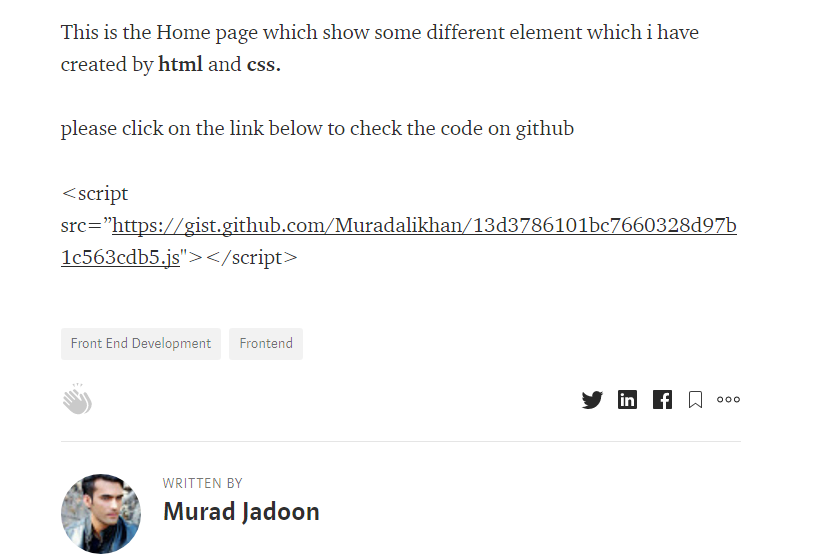 This is the Home page which show some different element which i have
created by html and css.
please click on the link below to check the code on github
<script
src=”https://gist.github.com/Muradalikhan/13d3786101bc7660328d97b
1c563cdb5.js"></script>
Front End Development Frontend
WRITTEN BY
Murad Jadoon